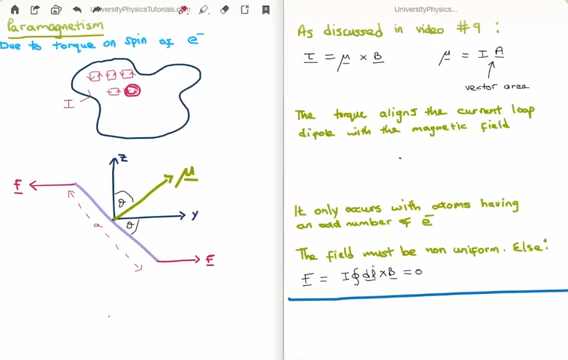 UniversityPhysicsTutorials
Paramagnetism
Due to torque on spin of e⁻
I
z
μ
θ
F
y
θ
a
F
UniversityPhysicsTutorials
As discussed in video #9 :
I = μ × B μ = I A
vector area
The torque aligns the current loop
dipole with the magnetic field
It only occurs with atoms having
an odd number of e⁻
The field must be non uniform. Else:
F = I ∮ dl × B = 0